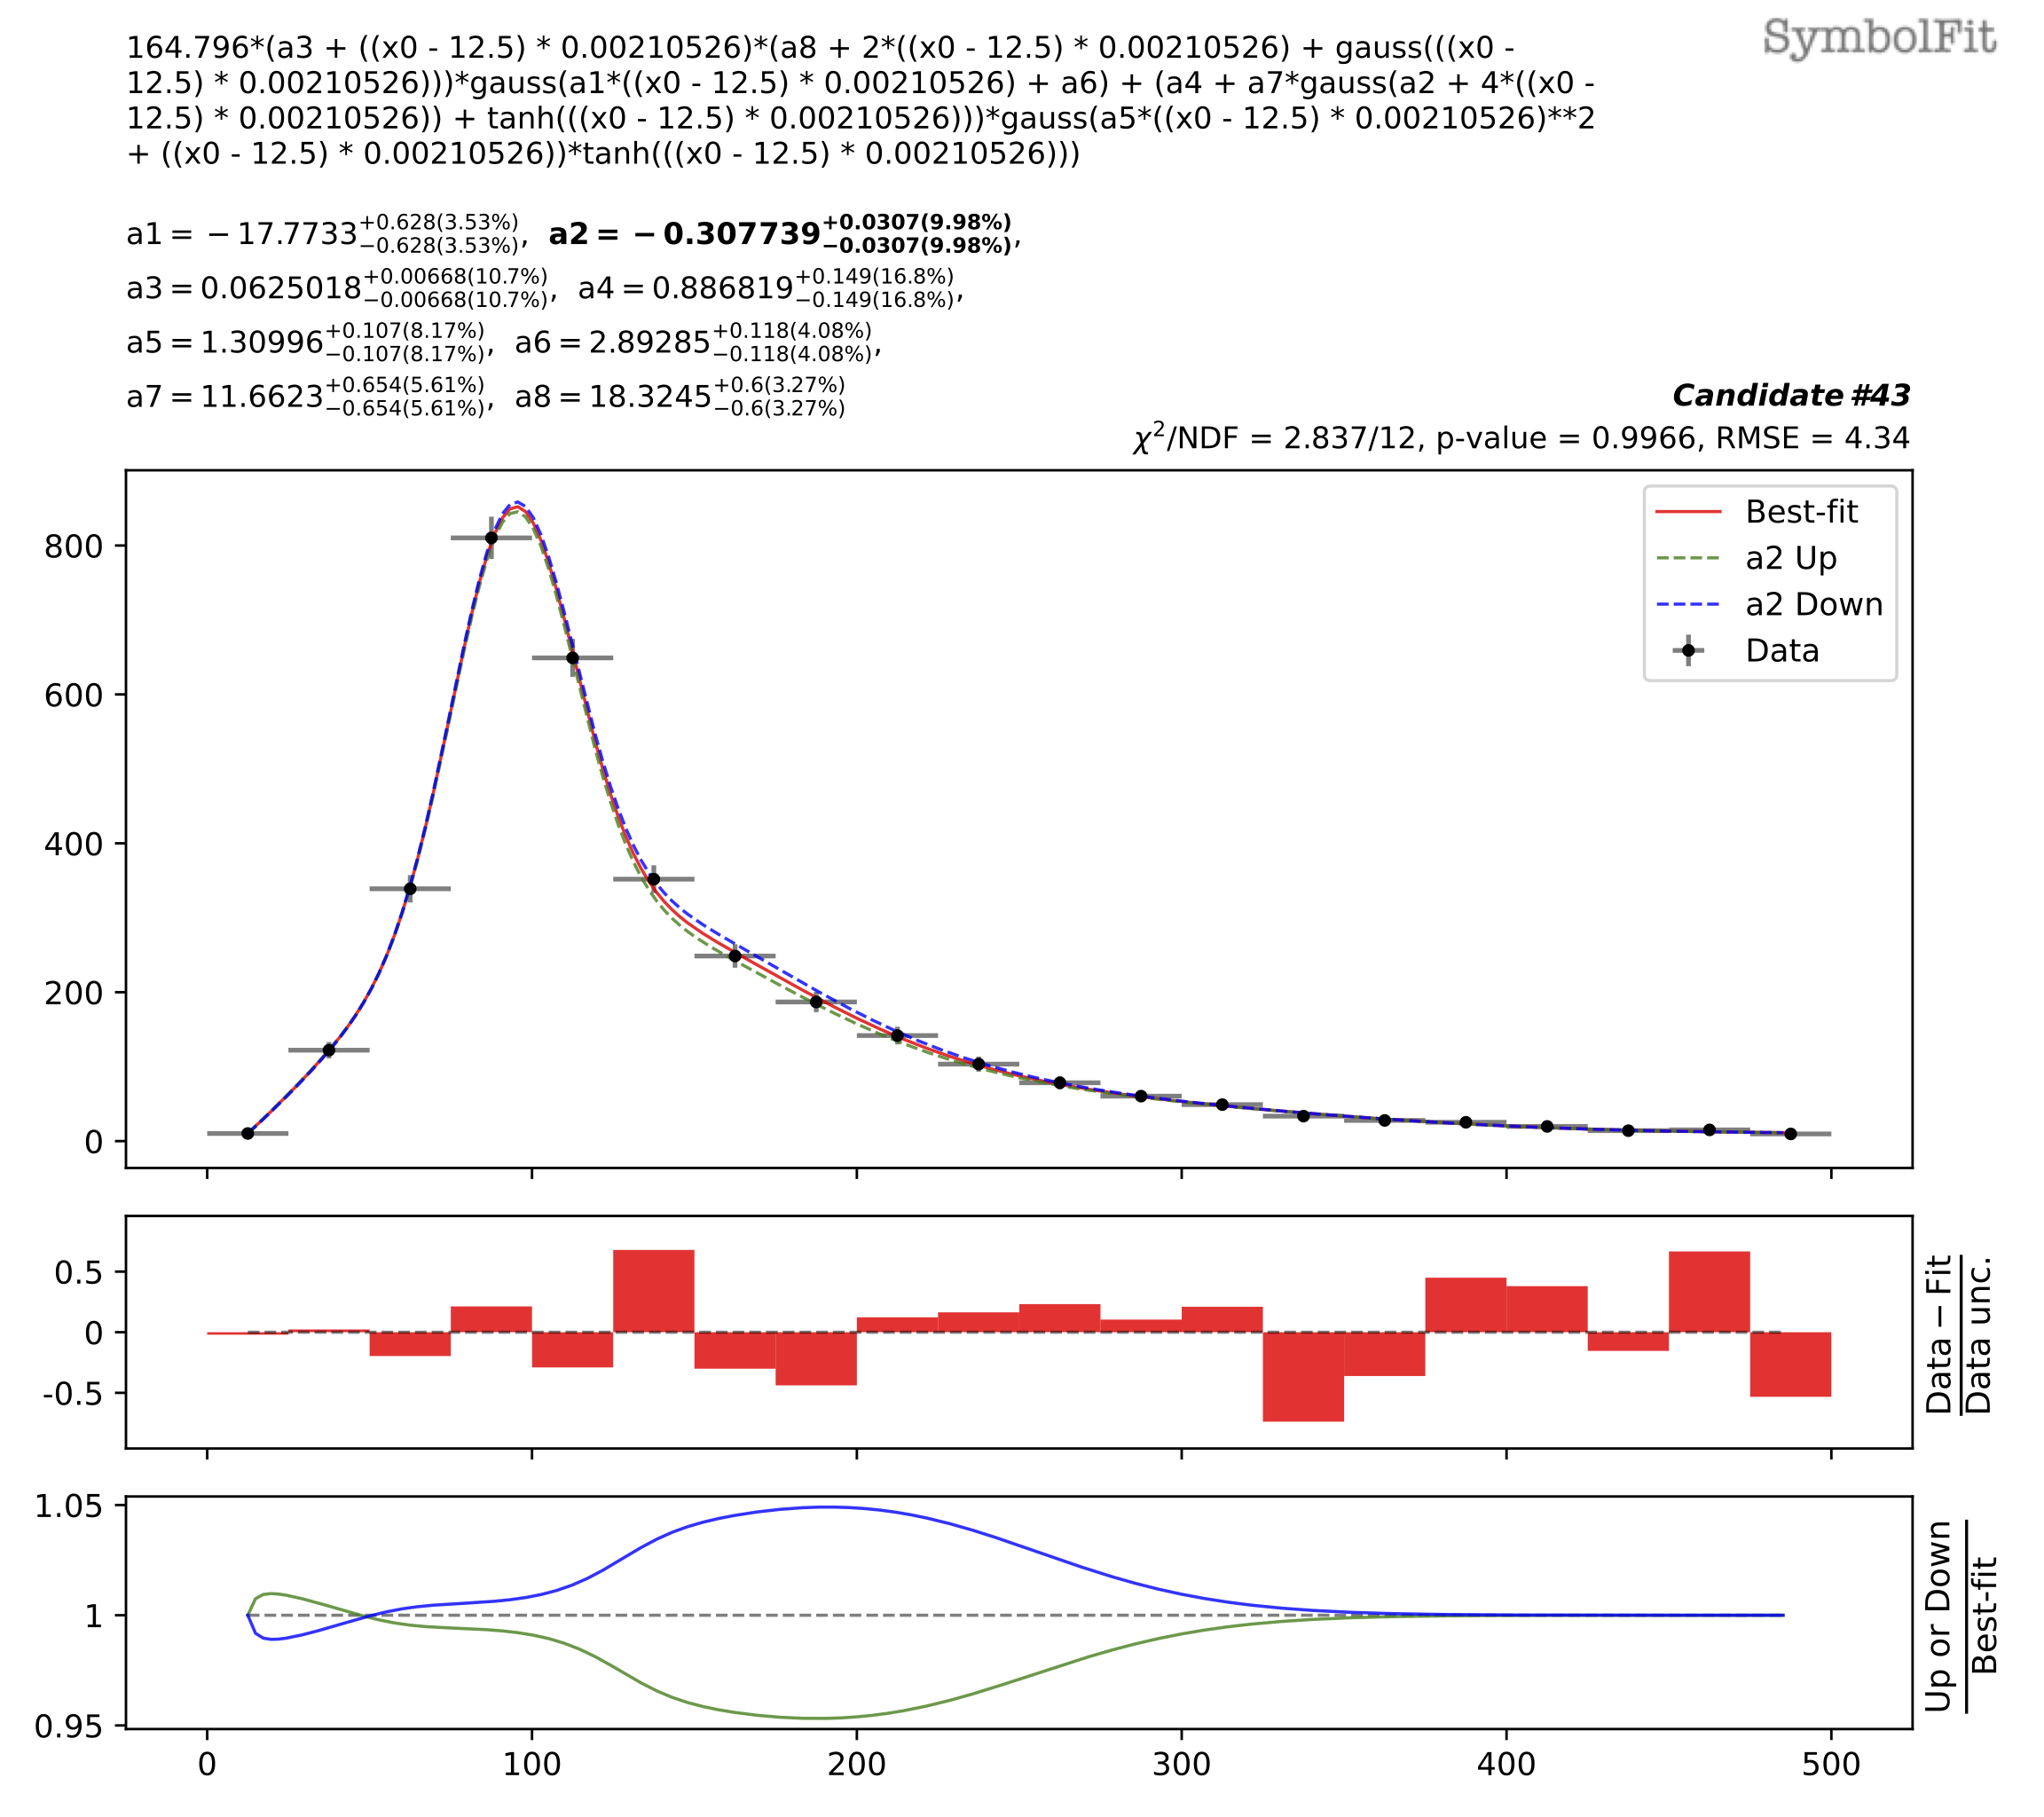 SymbolFit
164.796*(a3 + ((x0 - 12.5) * 0.00210526)*(a8 + 2*((x0 - 12.5) * 0.00210526) + gauss(((x0 -
12.5) * 0.00210526)))*gauss(a1*((x0 - 12.5) * 0.00210526) + a6) + (a4 + a7*gauss(a2 + 4*((x0 -
12.5) * 0.00210526)) + tanh(((x0 - 12.5) * 0.00210526)))*gauss(a5*((x0 - 12.5) * 0.00210526)**2
+ ((x0 - 12.5) * 0.00210526))*tanh(((x0 - 12.5) * 0.00210526)))
a1 = −17.7733 +0.628(3.53%) −0.628(3.53%), a2 = −0.307739 +0.0307(9.98%) −0.0307(9.98%),
a3 = 0.0625018 +0.00668(10.7%) −0.00668(10.7%), a4 = 0.886819 +0.149(16.8%) −0.149(16.8%),
a5 = 1.30996 +0.107(8.17%) −0.107(8.17%), a6 = 2.89285 +0.118(4.08%) −0.118(4.08%),
a7 = 11.6623 +0.654(5.61%) −0.654(5.61%), a8 = 18.3245 +0.6(3.27%) −0.6(3.27%)
Candidate #43
χ²/NDF = 2.837/12, p-value = 0.9966, RMSE = 4.34
Best-fit
a2 Up
a2 Down
Data
800
600
400
200
0
0.5
0
-0.5
Data − Fit
Data unc.
1.05
1
0.95
Up or Down
Best-fit
0 100 200 300 400 500